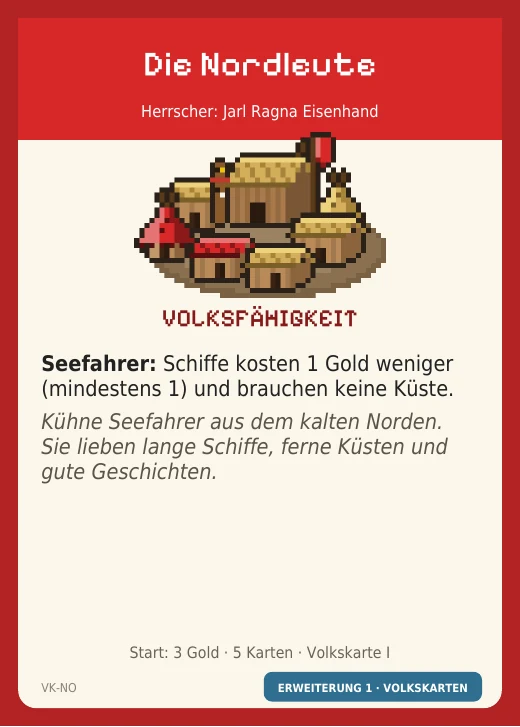 Die Nordleute
Herrscher: Jarl Ragna Eisenhand
VOLKSFÄHIGKEIT
Seefahrer: Schiffe kosten 1 Gold weniger
(mindestens 1) und brauchen keine Küste.
Kühne Seefahrer aus dem kalten Norden.
Sie lieben lange Schiffe, ferne Küsten und
gute Geschichten.
Start: 3 Gold · 5 Karten · Volkskarte I
VK-NO
ERWEITERUNG 1 · VOLKSKARTEN